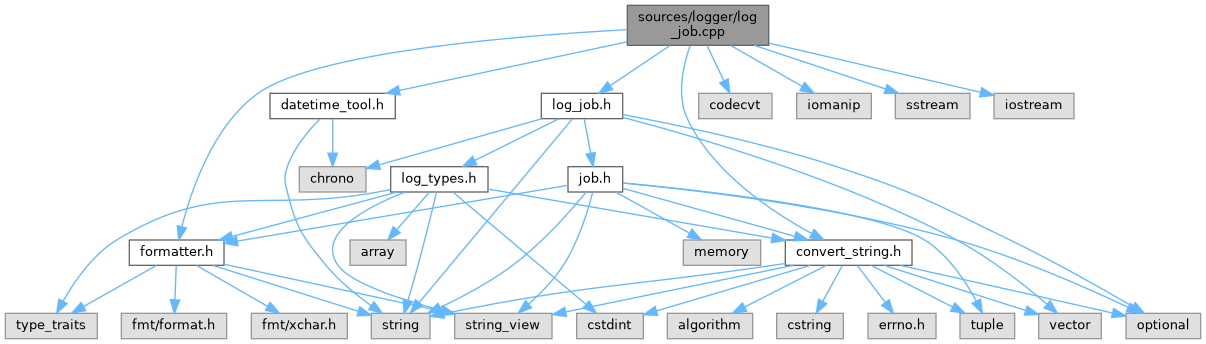 sources/logger/log
_job.cpp
datetime_tool.h
log_job.h
codecvt
iomanip
sstream
iostream
chrono
log_types.h
job.h
formatter.h
array
memory
convert_string.h
type_traits
fmt/format.h
fmt/xchar.h
string
string_view
cstdint
algorithm
cstring
errno.h
tuple
vector
optional